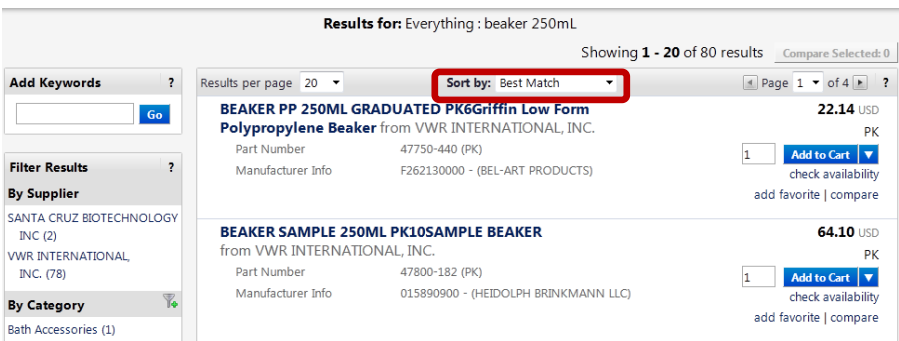 Results for: Everything : beaker 250mL
Showing 1 - 20 of 80 results Compare Selected: 0
Add Keywords ?
Go
Filter Results ?
By Supplier
SANTA CRUZ BIOTECHNOLOGY
INC (2)
VWR INTERNATIONAL,
INC. (78)
By Category
Bath Accessories (1)
Results per page 20 Sort by: Best Match Page 1 of 4 ?
BEAKER PP 250ML GRADUATED PK6Griffin Low Form
Polypropylene Beaker from VWR INTERNATIONAL, INC.
Part Number 47750-440 (PK)
Manufacturer Info F262130000 - (BEL-ART PRODUCTS)
22.14 USD
PK
1 Add to Cart
check availability
add favorite | compare
BEAKER SAMPLE 250ML PK10SAMPLE BEAKER
from VWR INTERNATIONAL, INC.
Part Number 47800-182 (PK)
Manufacturer Info 015890900 - (HEIDOLPH BRINKMANN LLC)
64.10 USD
PK
1 Add to Cart
check availability
add favorite | compare